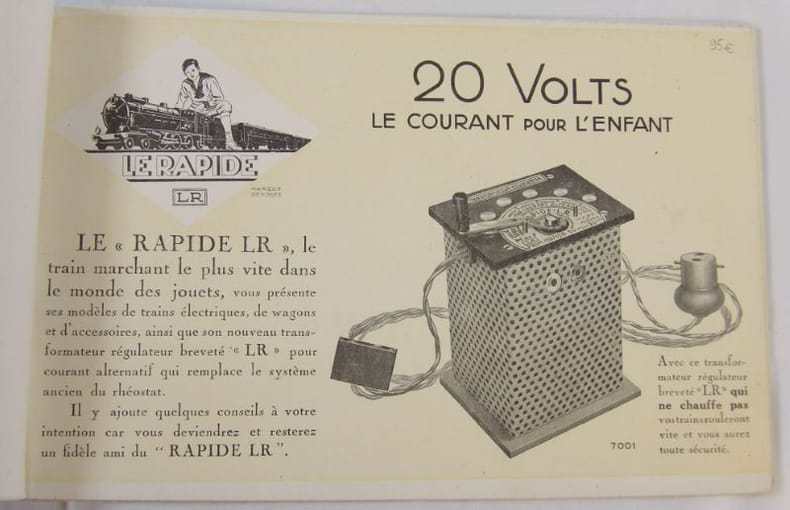 95€
LE RAPIDE
LR
MARQUE
DÉPOSÉE
20 VOLTS
LE COURANT POUR L'ENFANT
LE « RAPIDE LR », le
train marchant le plus vite dans
le monde des jouets, vous présente
ses modèles de trains électriques, de wagons
et d'accessoires, ainsi que son nouveau trans-
formateur régulateur breveté « LR » pour
courant alternatif qui remplace le système
ancien du rhéostat.
Il y ajoute quelques conseils à votre
intention car vous deviendrez et resterez
un fidèle ami du “ RAPIDE LR ”.
RAPIDE LR
7001
Avec ce transfor-
mateur régulateur
breveté “LR” qui
ne chauffe pas
vos trains rouleront
vite et vous aurez
toute sécurité.